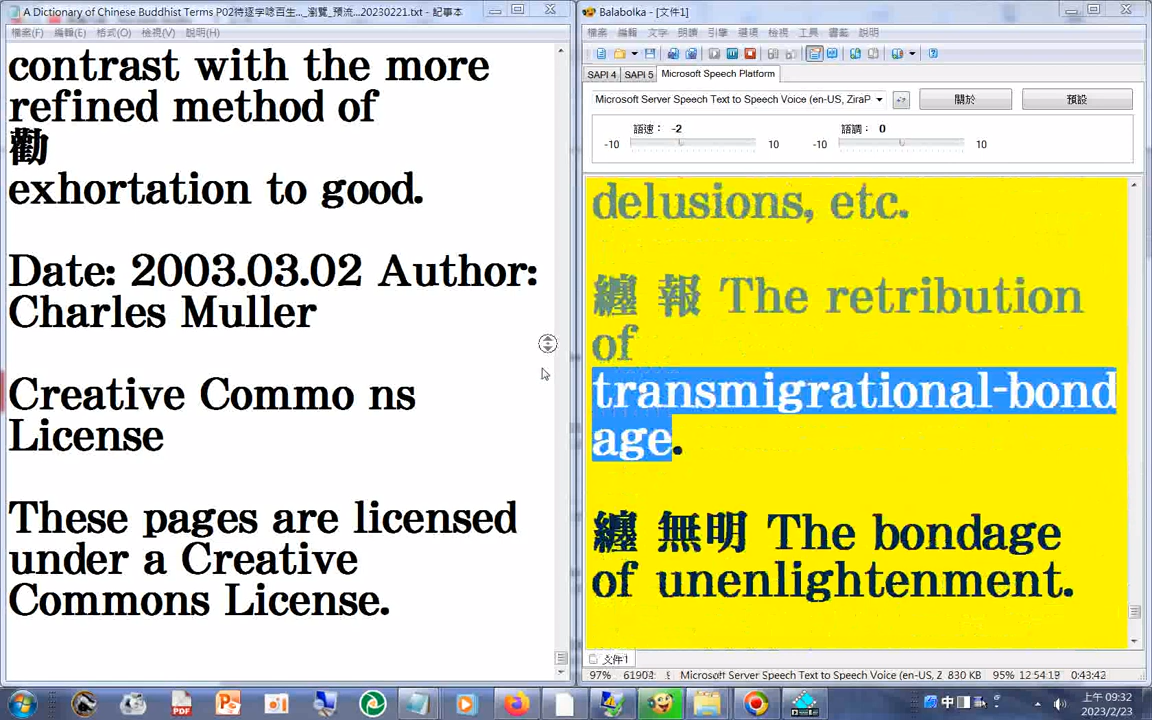 A Dictionary of Chinese Buddhist Terms P02待逐字唸百生..._瀏覽_預流...20230221.txt - 記事本
檔案(F) 編輯(E) 格式(O) 檢視(V) 說明(H)
contrast with the more
refined method of
勸
exhortation to good.
Date: 2003.03.02 Author:
Charles Muller
Creative Commo ns
License
These pages are licensed
under a Creative
Commons License.
Balabolka - [文件1]
檔案 編輯 文字 朗讀 引擎 選項 檢視 工具 書籤 說明
SAPI 4 SAPI 5 Microsoft Speech Platform
Microsoft Server Speech Text to Speech Voice (en-US, ZiraP
關於
預設
語速： -2
語調： 0
-10 10 -10 10
delusions, etc.
纏 報 The retribution
of
transmigrational-bond
age.
纏 無明 The bondage
of unenlightenment.
文件1
97% 61903 Microsoft Server Speech Text to Speech Voice (en-US, Z 830 KB 95% 12:54:19 0:43:42
PDF
中
上午 09:32
2023/2/23